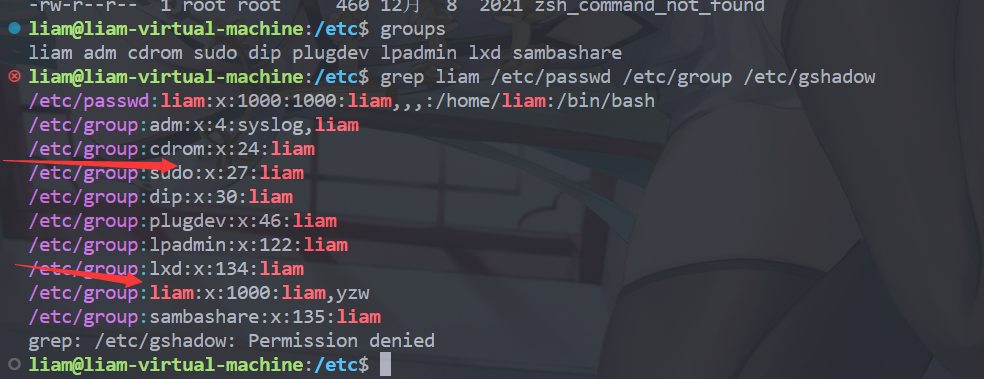 -rw-r--r-- 1 root root 460 12月 8 2021 zsh_command_not_found
liam@liam-virtual-machine:/etc$ groups
liam adm cdrom sudo dip plugdev lpadmin lxd sambashare
liam@liam-virtual-machine:/etc$ grep liam /etc/passwd /etc/group /etc/gshadow
/etc/passwd:liam:x:1000:1000:liam,,,:/home/liam:/bin/bash
/etc/group:adm:x:4:syslog,liam
/etc/group:cdrom:x:24:liam
/etc/group:sudo:x:27:liam
/etc/group:dip:x:30:liam
/etc/group:plugdev:x:46:liam
/etc/group:lpadmin:x:122:liam
/etc/group:lxd:x:134:liam
/etc/group:liam:x:1000:liam,yzw
/etc/group:sambashare:x:135:liam
grep: /etc/gshadow: Permission denied
liam@liam-virtual-machine:/etc$